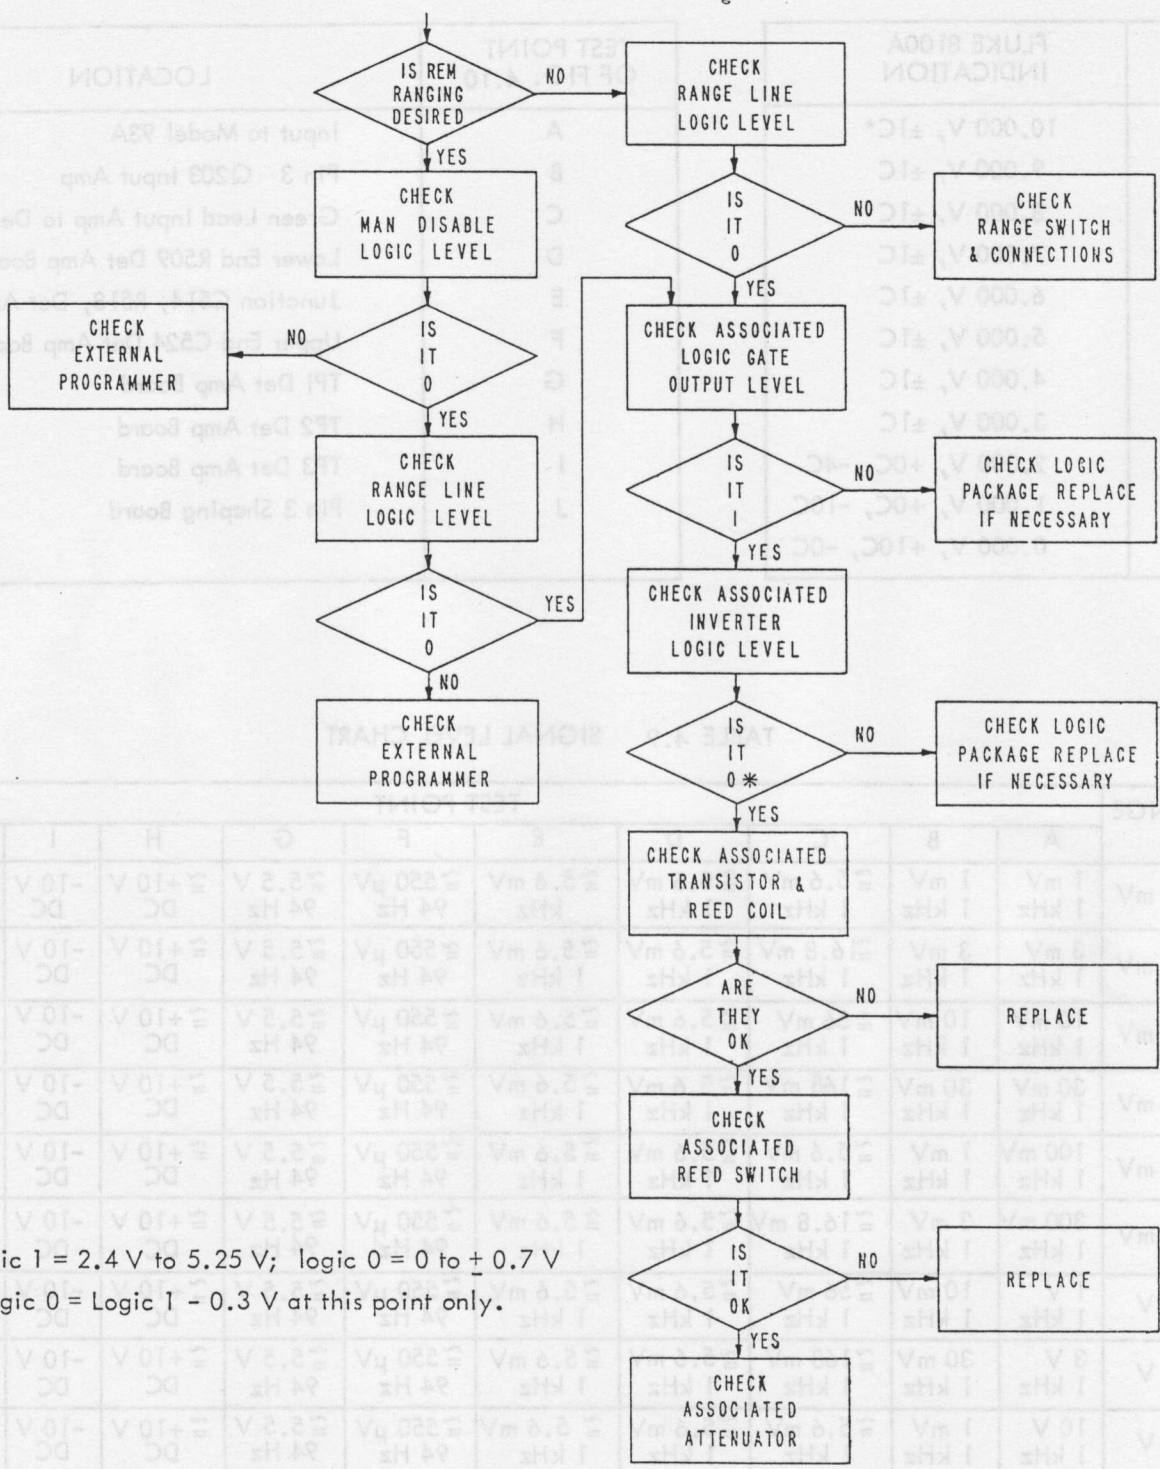 IS REM
RANGING
DESIRED
NO
YES
CHECK
RANGE LINE
LOGIC LEVEL
CHECK
MAN DISABLE
LOGIC LEVEL
IS
IT
0
NO
YES
CHECK
RANGE SWITCH
& CONNECTIONS
CHECK
EXTERNAL
PROGRAMMER
NO
IS
IT
0
YES
CHECK ASSOCIATED
LOGIC GATE
OUTPUT LEVEL
CHECK
RANGE LINE
LOGIC LEVEL
IS
IT
1
NO
YES
CHECK LOGIC
PACKAGE REPLACE
IF NECESSARY
IS
IT
0
YES
NO
CHECK ASSOCIATED
INVERTER
LOGIC LEVEL
CHECK
EXTERNAL
PROGRAMMER
IS
IT
0*
NO
YES
CHECK LOGIC
PACKAGE REPLACE
IF NECESSARY
CHECK ASSOCIATED
TRANSISTOR &
REED COIL
ARE
THEY
OK
NO
YES
REPLACE
CHECK
ASSOCIATED
REED SWITCH
IS
IT
OK
NO
YES
REPLACE
CHECK
ASSOCIATED
ATTENUATOR
ic 1 = 2.4 V to 5.25 V; logic 0 = 0 to ± 0.7 V
gic 0 = Logic 1 - 0.3 V at this point only.